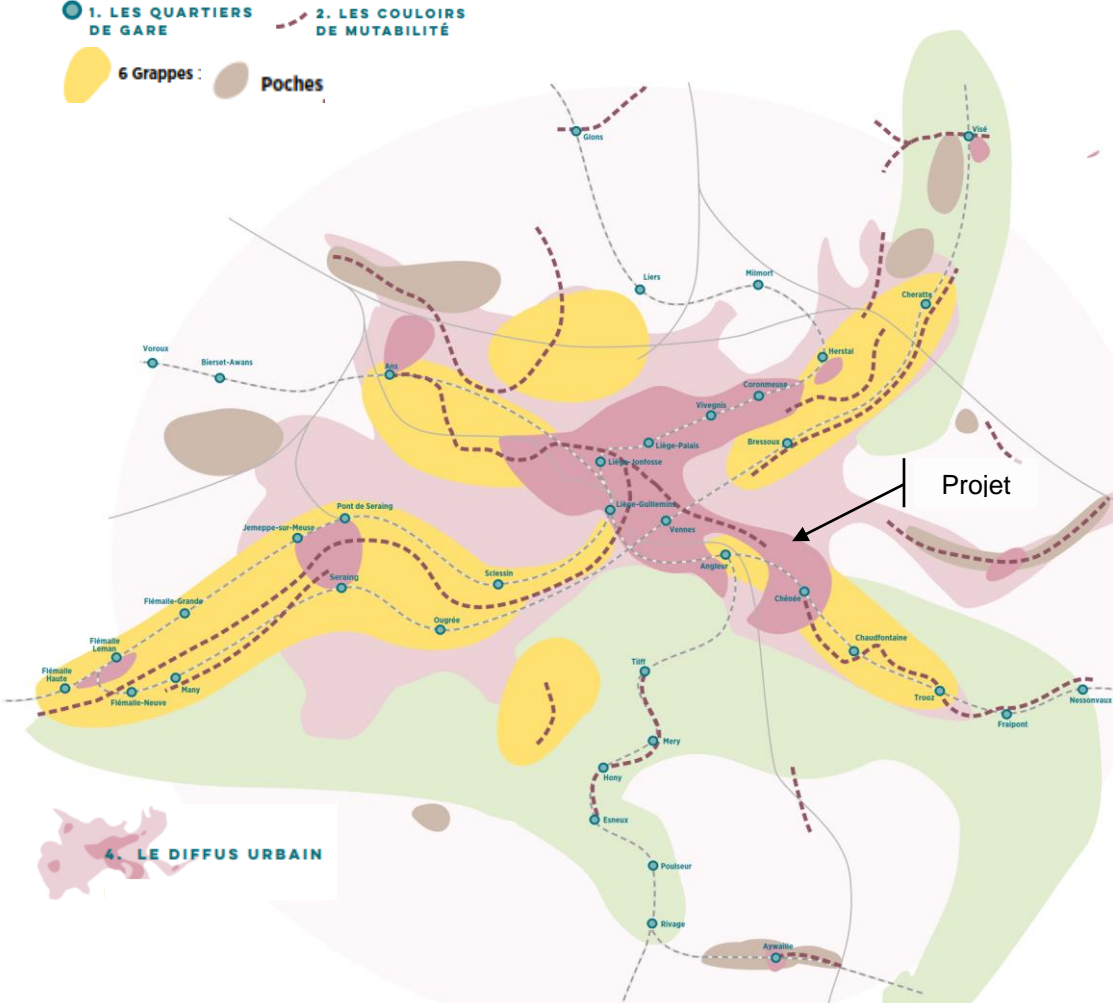 1. LES QUARTIERS
DE GARE
2. LES COULOIRS
DE MUTABILITÉ
6 Grappes :
Poches
Glons
Visé
Liers
Milmort
Cheratte
Voroux
Bierset-Awans
Ans
Herstal
Coronmeuse
Vivegnis
Bressoux
Liège-Palais
Liège-Jonfosse
Projet
Pont de Seraing
Liège-Guillemins
Jemeppe-sur-Meuse
Vennes
Angleur
Sclessin
Seraing
Chênée
Flémalle-Grande
Ougrée
Flémalle
Leman
Chaudfontaine
Tilff
Flémalle
Haute
Many
Flémalle-Neuve
Trooz
Nessonvaux
Fraipont
Mery
Hony
Esneux
4. LE DIFFUS URBAIN
Poulseur
Rivage
Aywaille